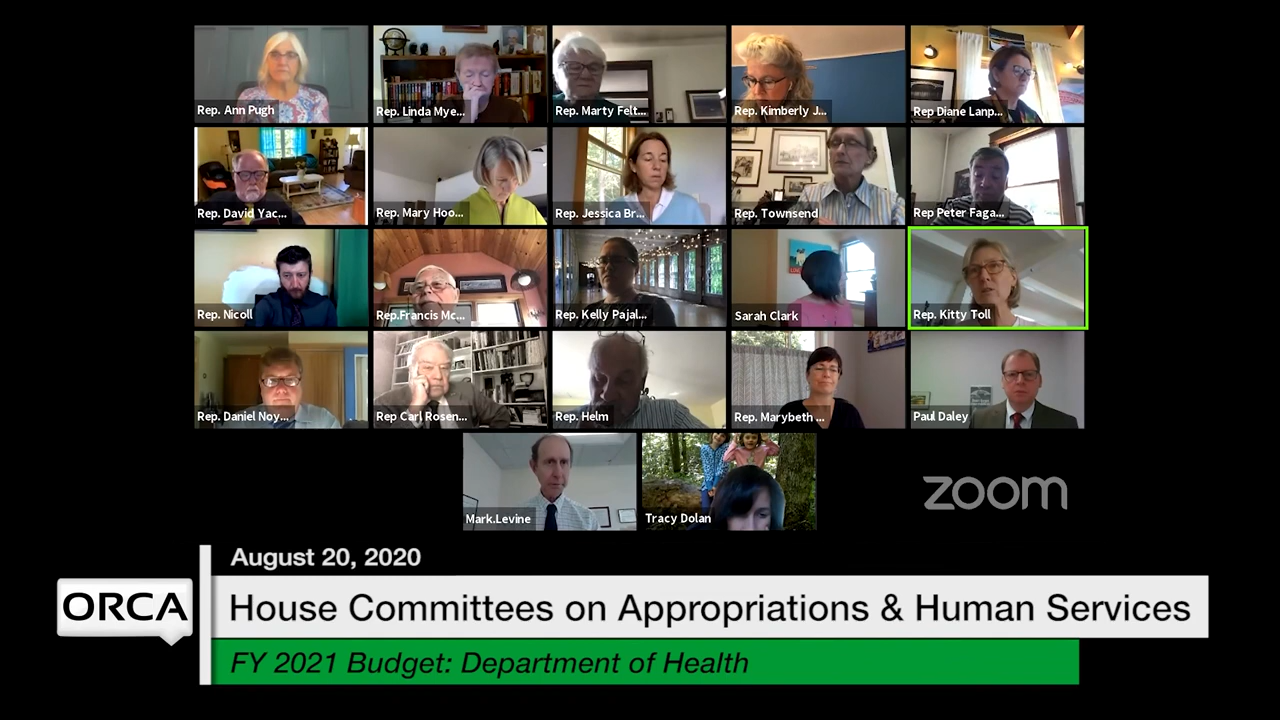 Rep. Ann Pugh
Rep. Linda Mye...
Rep. Marty Felt...
Rep. Kimberly J...
Rep Diane Lanp...
Rep. David Yac...
Rep. Mary Hoo...
Rep. Jessica Br...
Rep. Townsend
Rep Peter Faga...
Rep. Nicoll
Rep.Francis Mc...
Rep. Kelly Pajal...
Sarah Clark
Rep. Kitty Toll
Rep. Daniel Noy...
Rep Carl Rosen...
Rep. Helm
Rep. Marybeth ...
Paul Daley
Mark.Levine
Tracy Dolan
zoom
August 20, 2020
ORCA
House Committees on Appropriations & Human Services
FY 2021 Budget: Department of Health